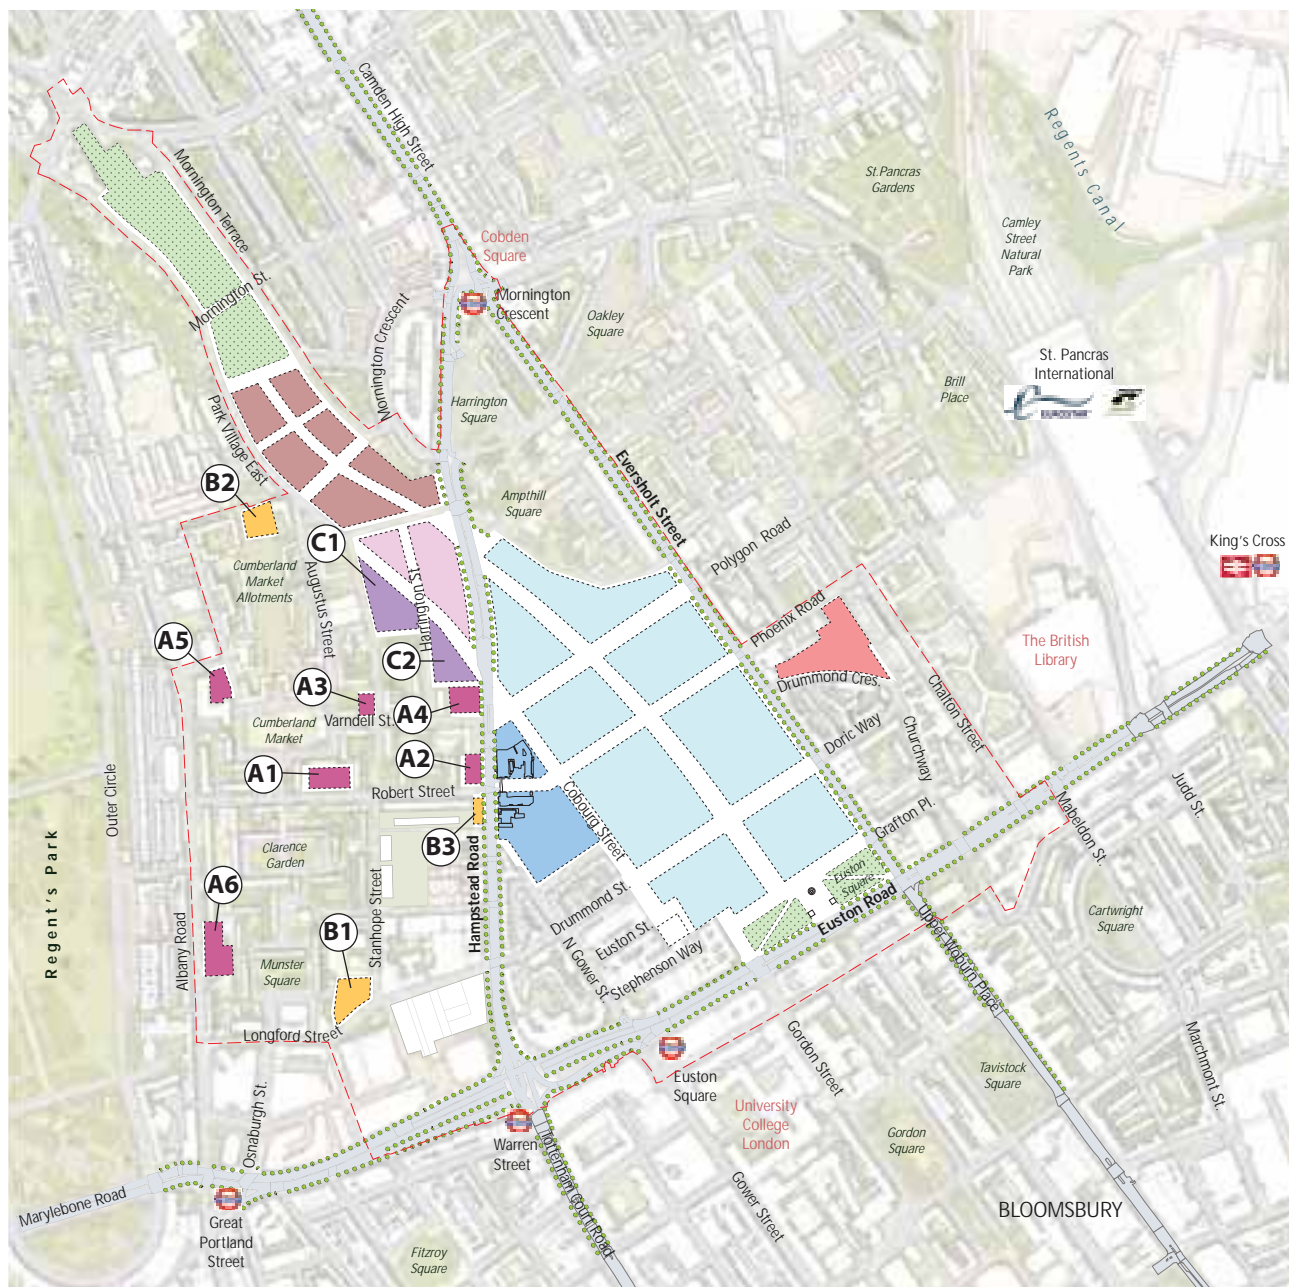 Camden High Street
Regents Canal
St.Pancras
Gardens
Mornington Terrace
Camley
Street
Natural
Park
Cobden
Square
Mornington St.
Mornington
Crescent
Mornington Crescent
Oakley
Square
St. Pancras
International
EUROSTAR
Brill
Place
Park Village East
Harrington
Square
Eversholt Street
B2
Ampthill
Square
Polygon Road
King's Cross
C1
Cumberland
Market
Allotments
Augustus Street
Harrington St
Phoenix Road
The British
Library
A5
C2
A3
Drummond Cres.
Chalton Street
A4
Varndell St.
Cumberland
Market
Doric Way
Churchway
A2
A1
Robert Street
Outer Circle
Cobourg Street
Judd St.
Mabeldon St.
Grafton Pl.
B3
Regent's Park
Clarence
Garden
Hampstead Road
Stanhope Street
Euston
Square
A6
Drummond St.
Euston Road
Cartwright
Square
Albany Road
B1
Euston St.
N Gower St.
Stephenson Way
Upper Woburn Place
Munster
Square
Longford Street
Gordon Street
Marchmont St.
Euston
Square
Tavistock
Square
Osnaburgh St.
University
College
London
Gordon
Square
Warren
Street
Tottenham Court Road
Gower Street
Marylebone Road
BLOOMSBURY
Great
Portland
Street
Fitzroy
Square